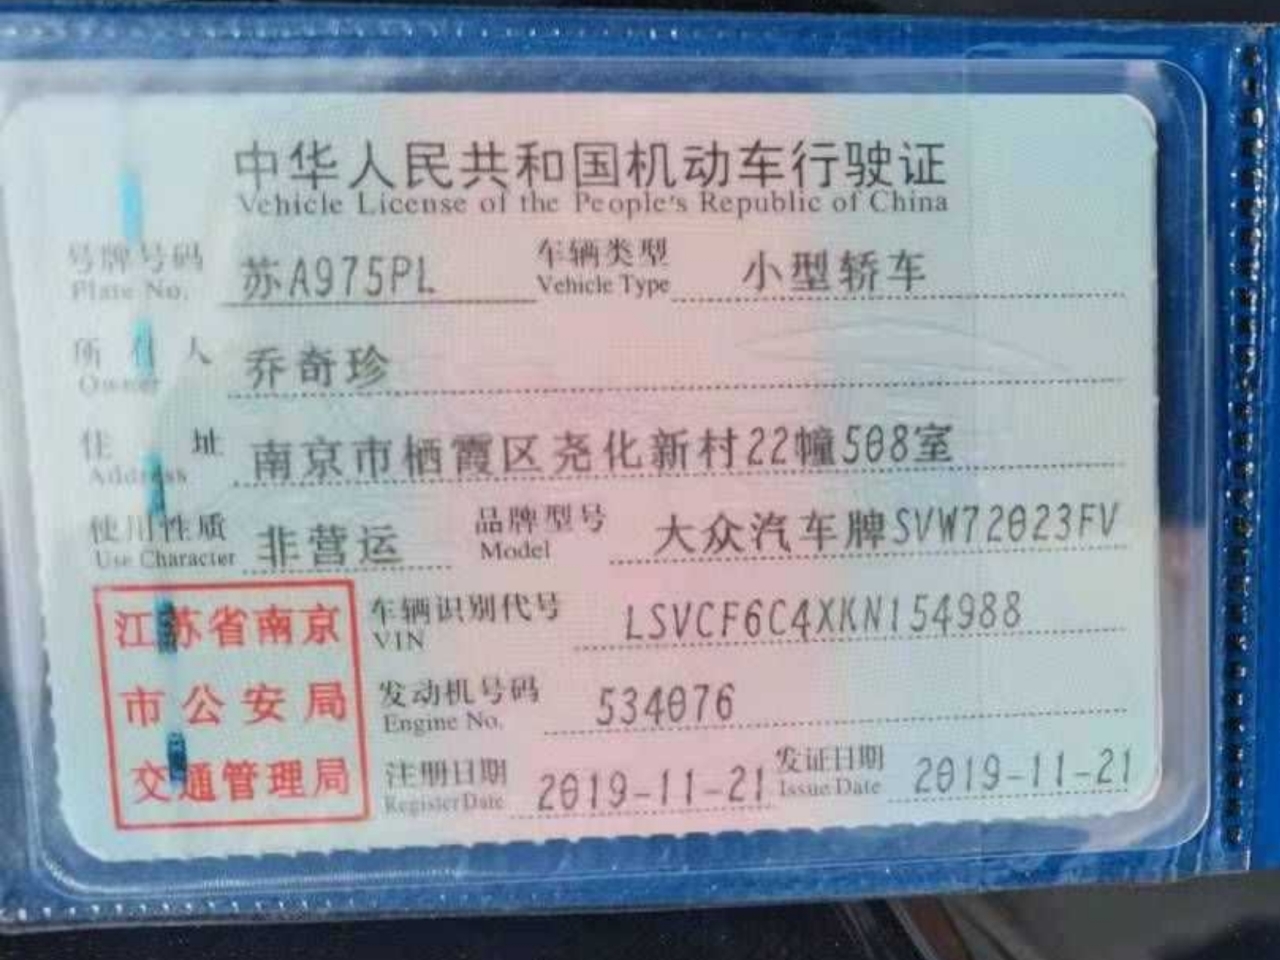 中华人民共和国机动车行驶证
Vehicle License of the People's Republic of China
号牌号码 苏A975PL 车辆类型 小型轿车
Plate No. Vehicle Type
所有人 乔奇珍
Owner
住址 南京市栖霞区尧化新村22幢508室
Address
使用性质 非营运 品牌型号 大众汽车牌SVW72023FV
Use Character Model
江苏省南京 车辆识别代号 LSVCF6C4XKN154988
VIN
市公安局 发动机号码 534076
Engine No.
交通管理局 注册日期 2019-11-21 发证日期 2019-11-21
Register Date Issue Date